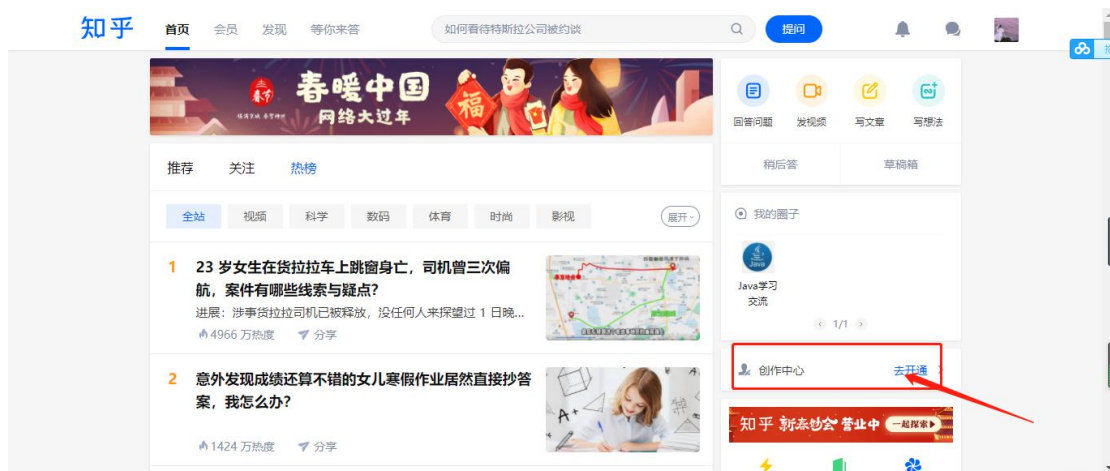 知乎 首页 会员 发现 等你来答 如何看待特斯拉公司被约谈 提问
春节
春暖中国
网络大过年
福
回答问题 发视频 写文章 写想法
稍后答 草稿箱
推荐 关注 热榜
全站 视频 科学 数码 体育 时尚 影视 展开
我的圈子
Java
Java学习
交流
1/1
1 23 岁女生在货拉拉车上跳窗身亡，司机曾三次偏
航，案件有哪些线索与疑点？
进展：涉事货拉拉司机已被释放，没任何人来探望过 1 日晚...
4966 万热度 分享
创作中心 去开通
2 意外发现成绩还算不错的女儿寒假作业居然直接抄答
案，我怎么办？
A+
1424 万热度 分享
知乎 新春妙会 营业中 一起探索